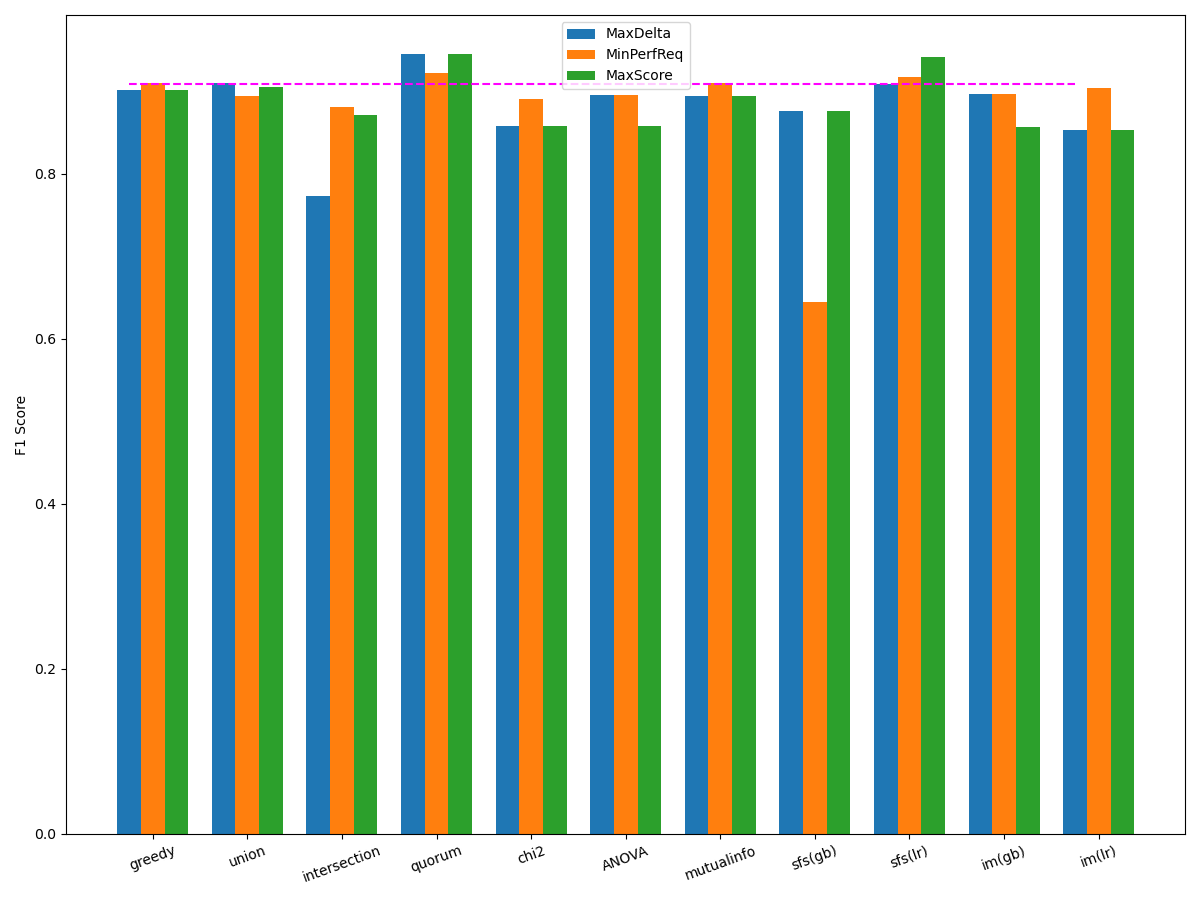 MaxDelta
MinPerfReq
MaxScore
F1 Score
0.8
0.6
0.4
0.2
0.0
greedy
union
intersection
quorum
chi2
ANOVA
mutualinfo
sfs(gb)
sfs(lr)
im(gb)
im(lr)